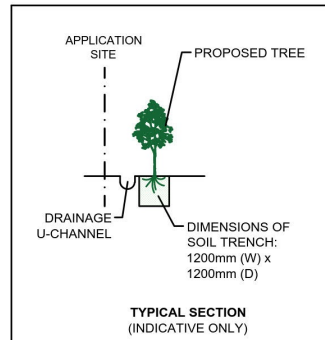 APPLICATION
SITE
PROPOSED TREE
DRAINAGE
U-CHANNEL
DIMENSIONS OF
SOIL TRENCH:
1200mm (W) x
1200mm (D)
TYPICAL SECTION
(INDICATIVE ONLY)